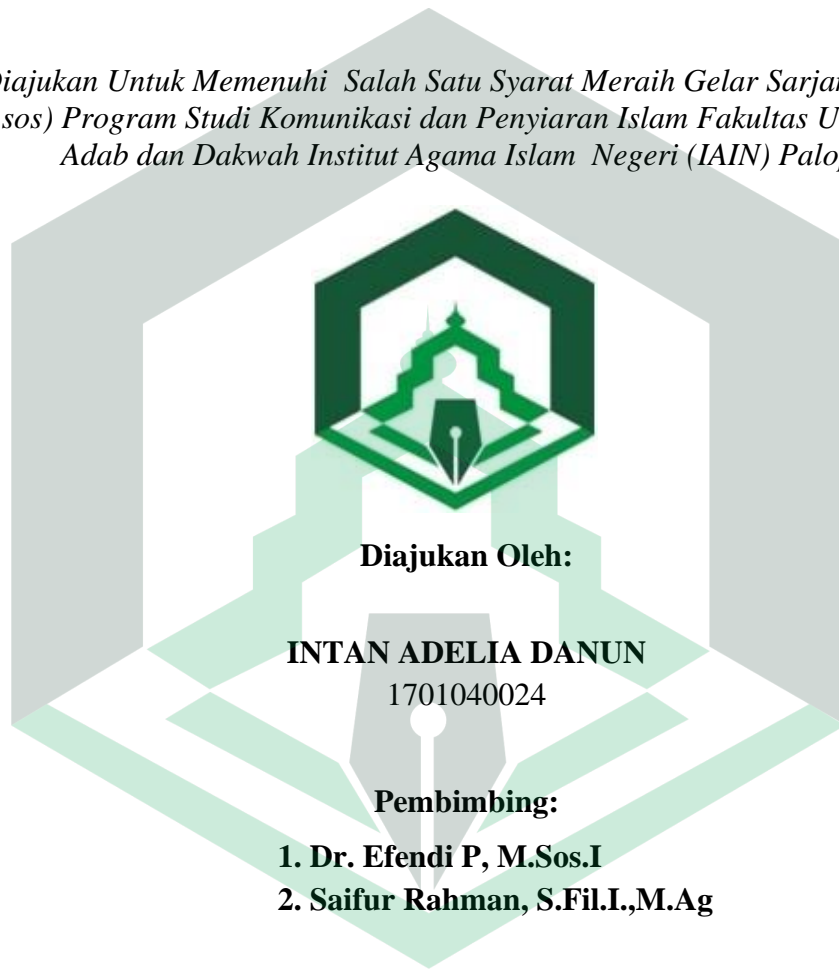 Diajukan Untuk Memenuhi Salah Satu Syarat Meraih Gelar
sos) Program Studi Komunikasi dan Penyiaran Islam Fakultas
Adab dan Dakwah Institut Agama Islam Negeri (IAIN)
Diajukan Oleh:
INTAN ADELIA DANUN
1701040024
Pembimbing:
1. Dr. Efendi P, M.Sos.I
2. Saifur Rahman, S.Fil.I.,M.Ag